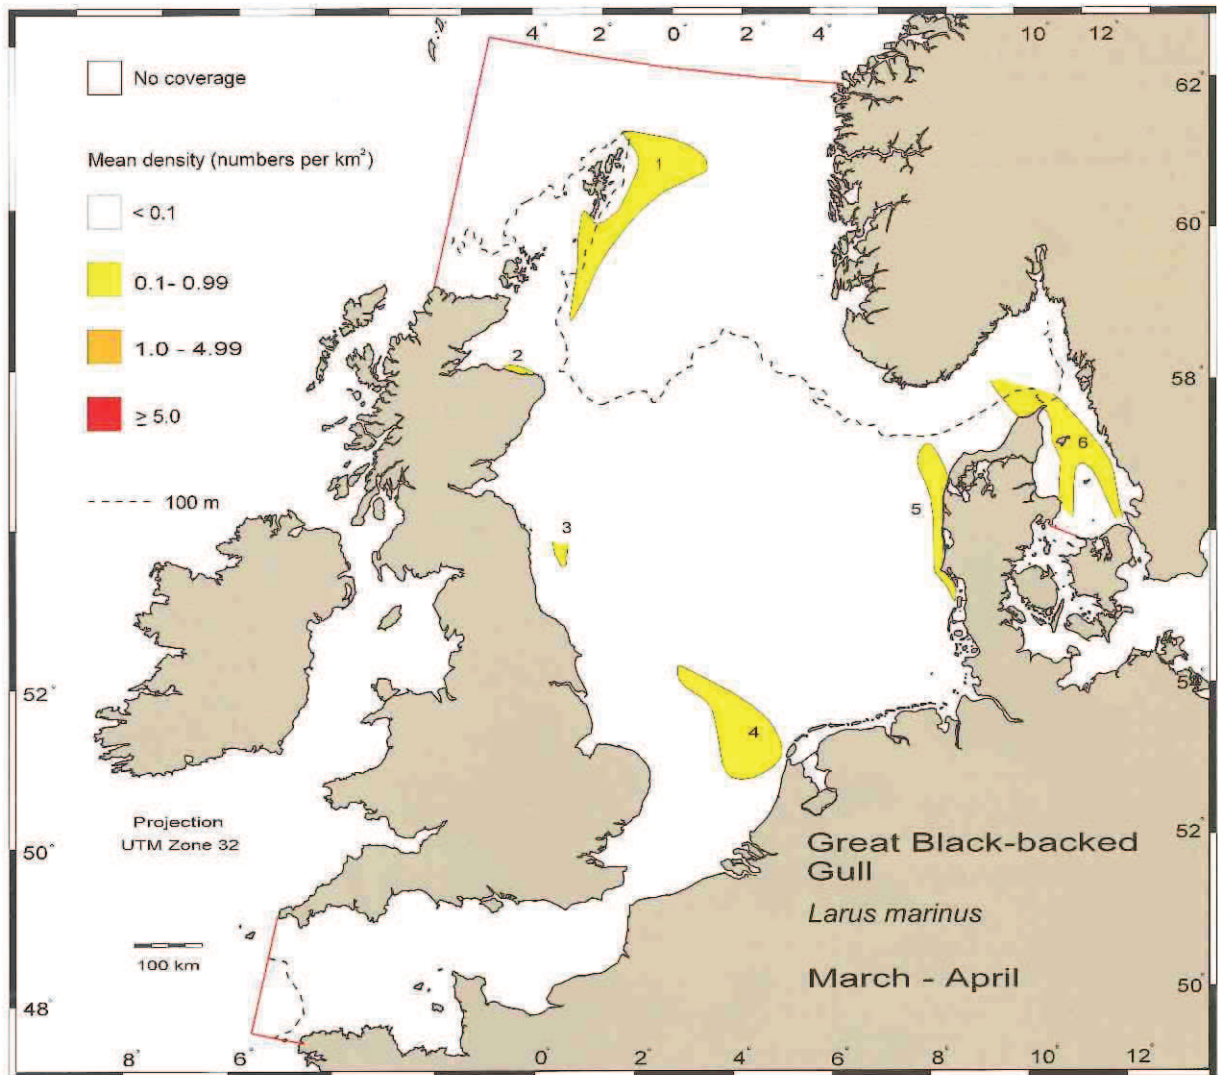 4° 2° 0° 2° 4° 10° 12°
No coverage
Mean density (numbers per km²)
< 0.1
0.1- 0.99
1.0 - 4.99
≥ 5.0
100 m
62°
60°
58°
1
2
3
4
5
6
52°
50°
48°
Projection
UTM Zone 32
100 km
52°
50°
Great Black-backed
Gull
Larus marinus
March - April
8° 6° 0° 2° 4° 6° 8° 10° 12°